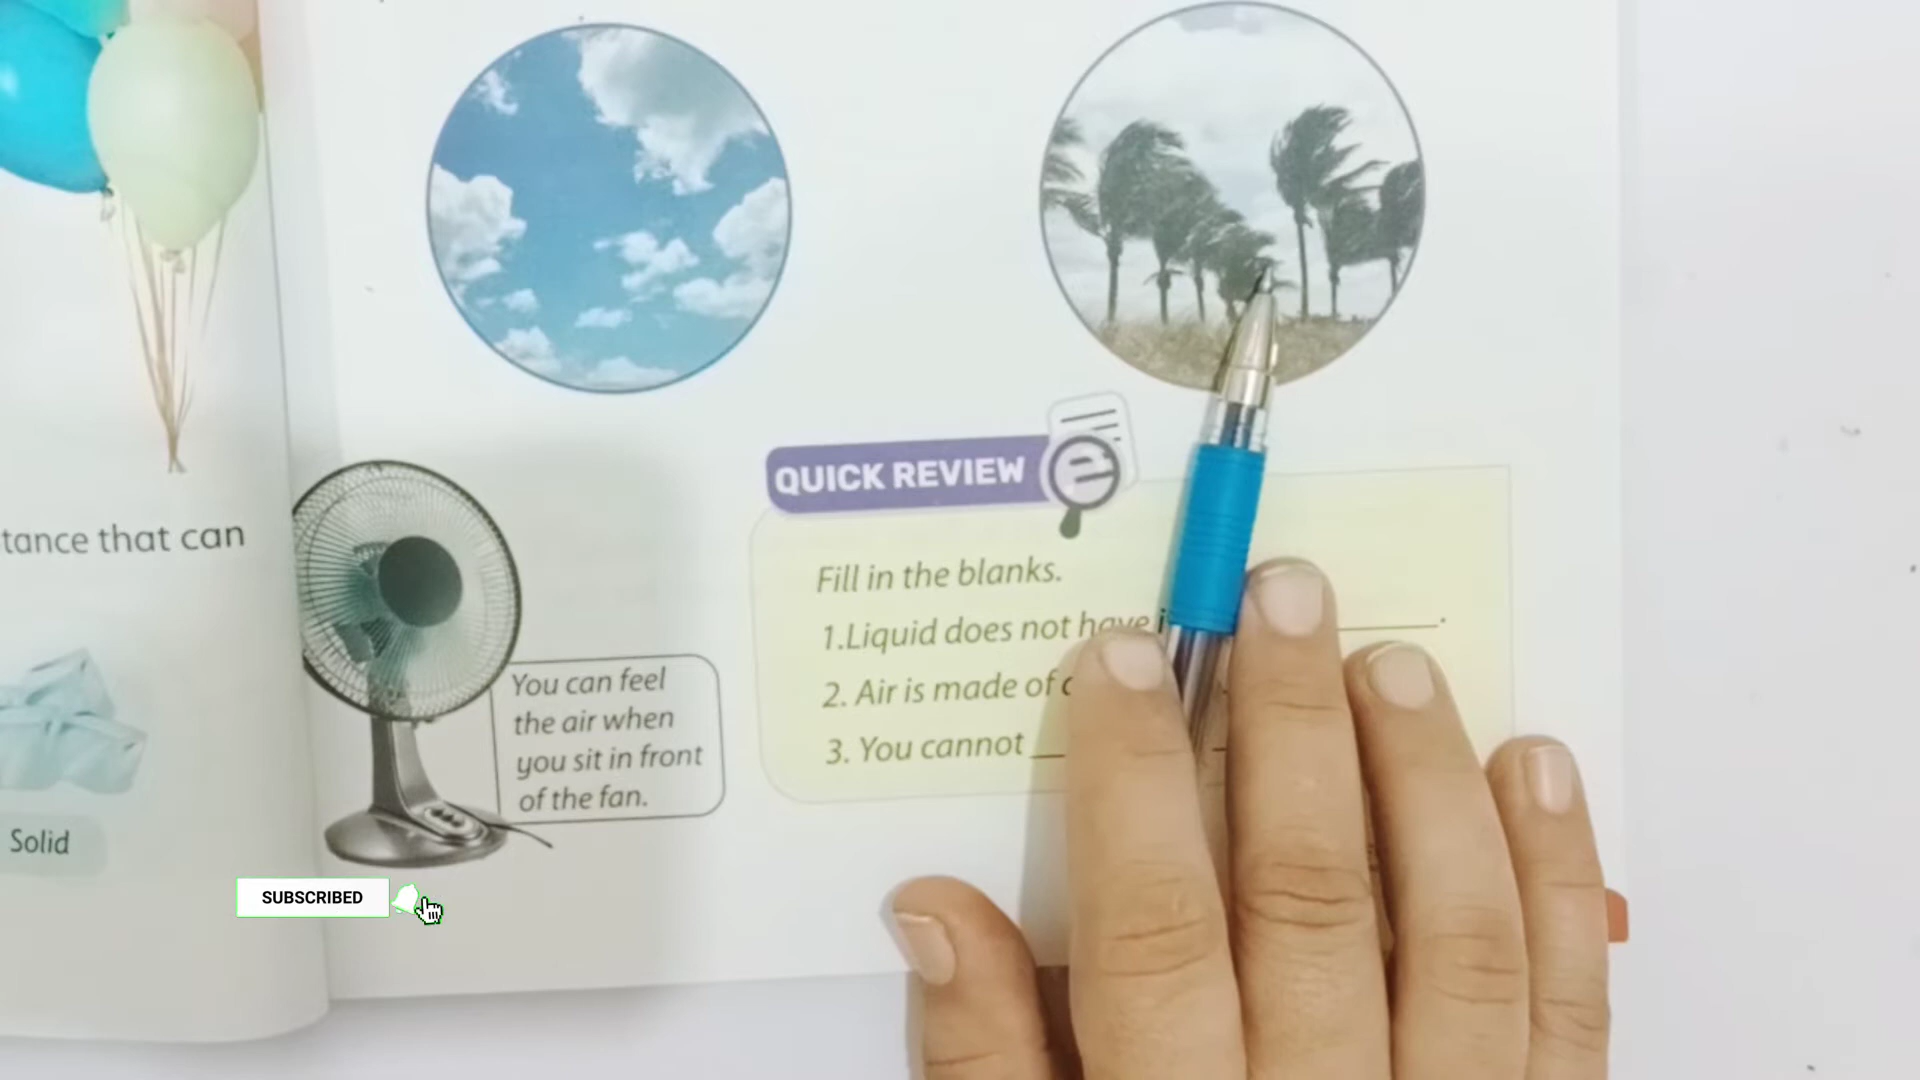 tance that can
Solid
You can feel
the air when
you sit in front
of the fan.
QUICK REVIEW
Fill in the blanks.
1.Liquid does not have
2. Air is made of
3. You cannot
SUBSCRIBED